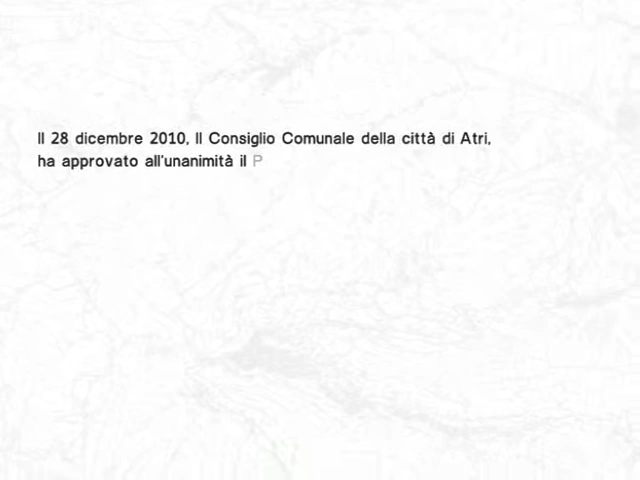 Il 28 dicembre 2010, Il Consiglio Comunale della città di Atri,
ha approvato all'unanimità il P